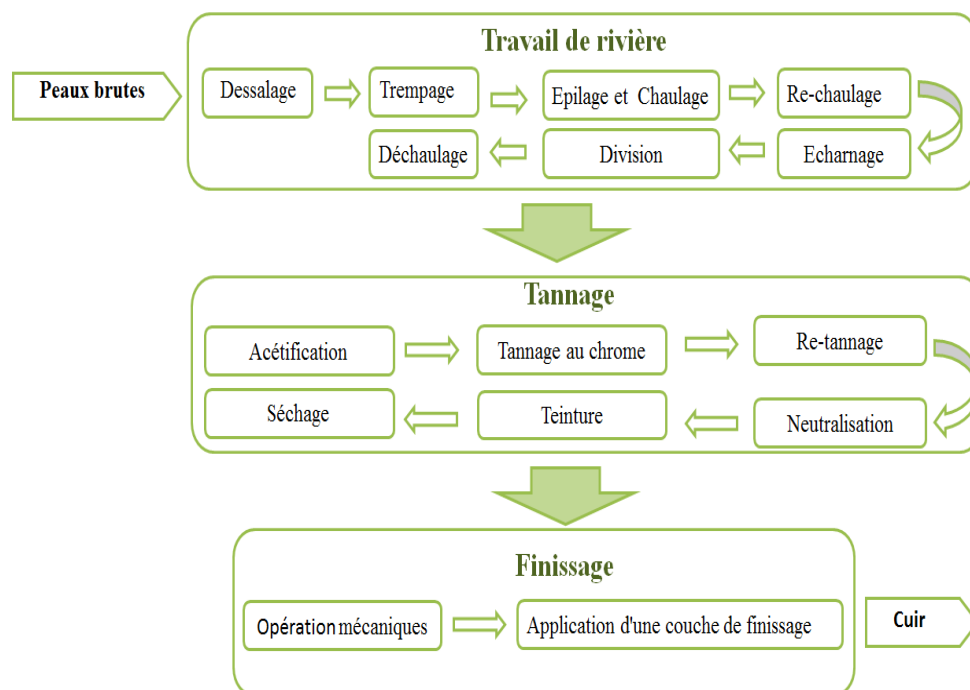 Travail de rivière
Peaux brutes
Dessalage
Trempage
Epilage et Chaulage
Re-chaulage
Echarnage
Division
Déchaulage
Tannage
Acétification
Tannage au chrome
Re-tannage
Neutralisation
Teinture
Séchage
Finissage
Opération mécaniques
Application d'une couche de finissage
Cuir